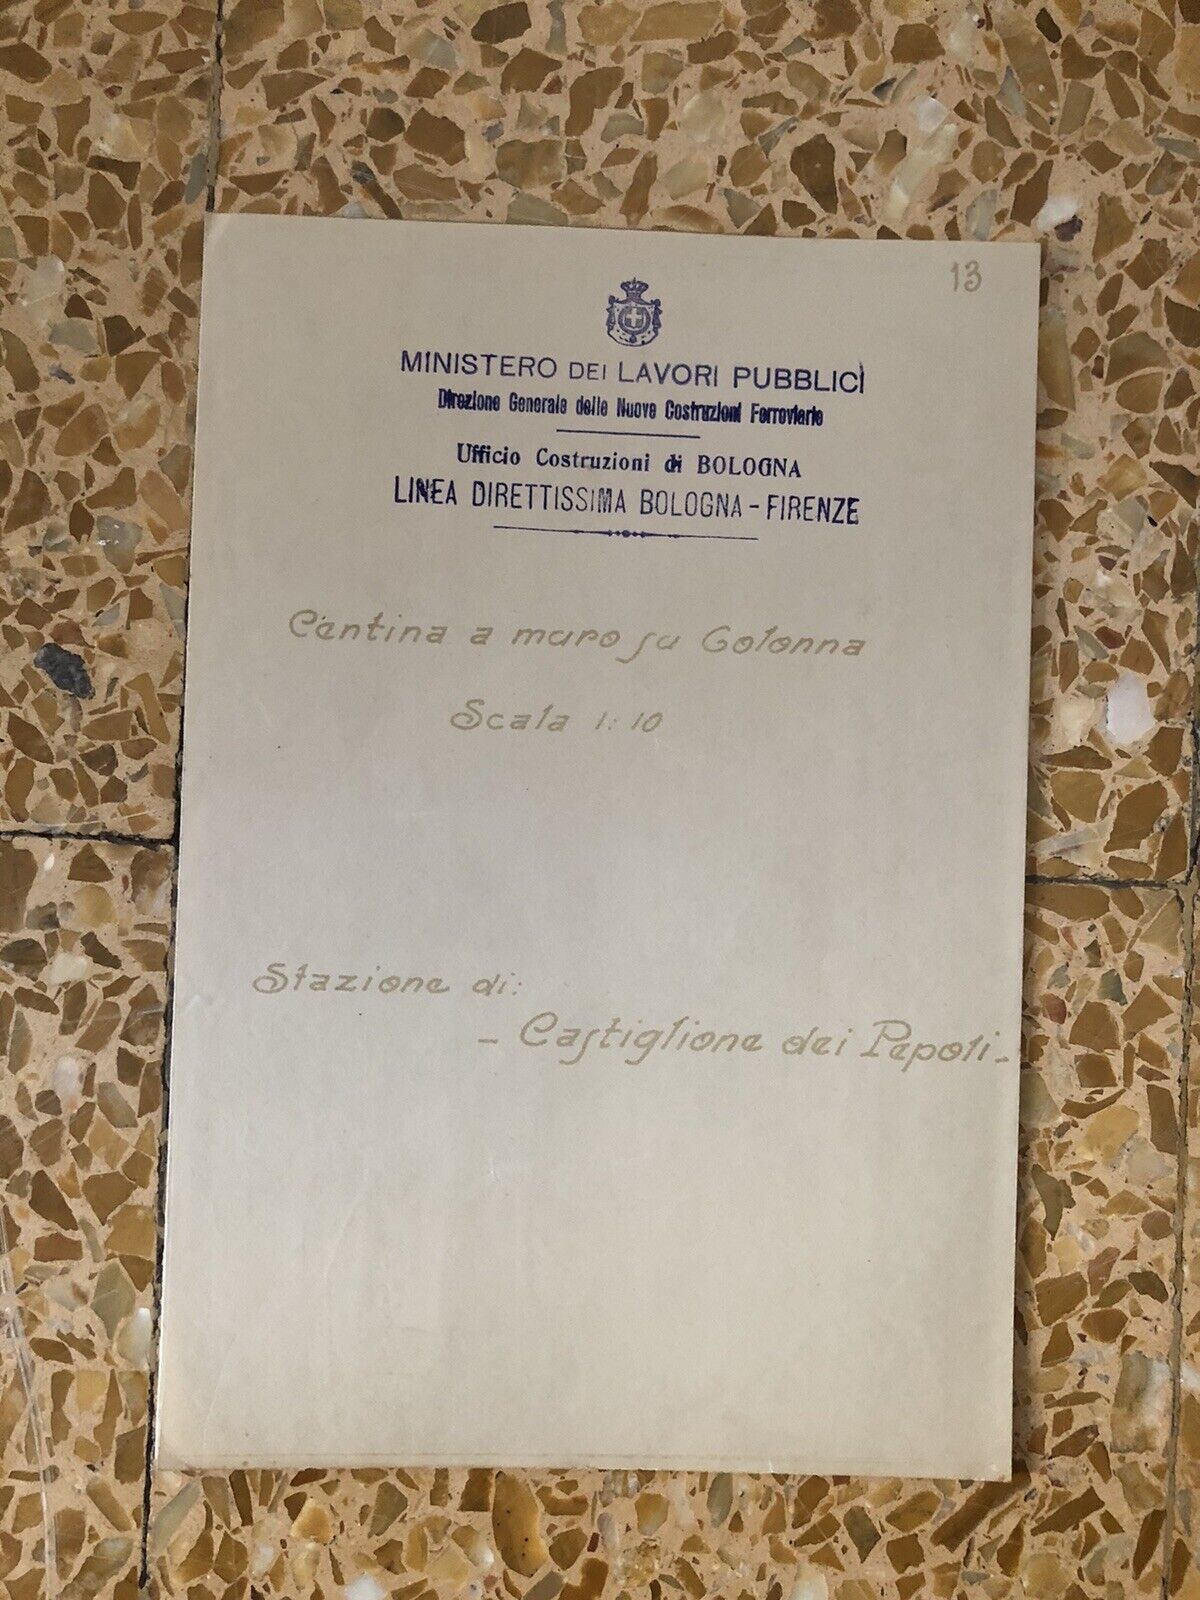 13
MINISTERO DEI LAVORI PUBBLICI
Direzione Generale delle Nuove Costruzioni Ferroviarie
Ufficio Costruzioni di BOLOGNA
LINEA DIRETTISSIMA BOLOGNA-FIRENZE
Centina a muro su Colonna
Scala 1:10
Stazione di:
- Castiglione dei Pepoli -